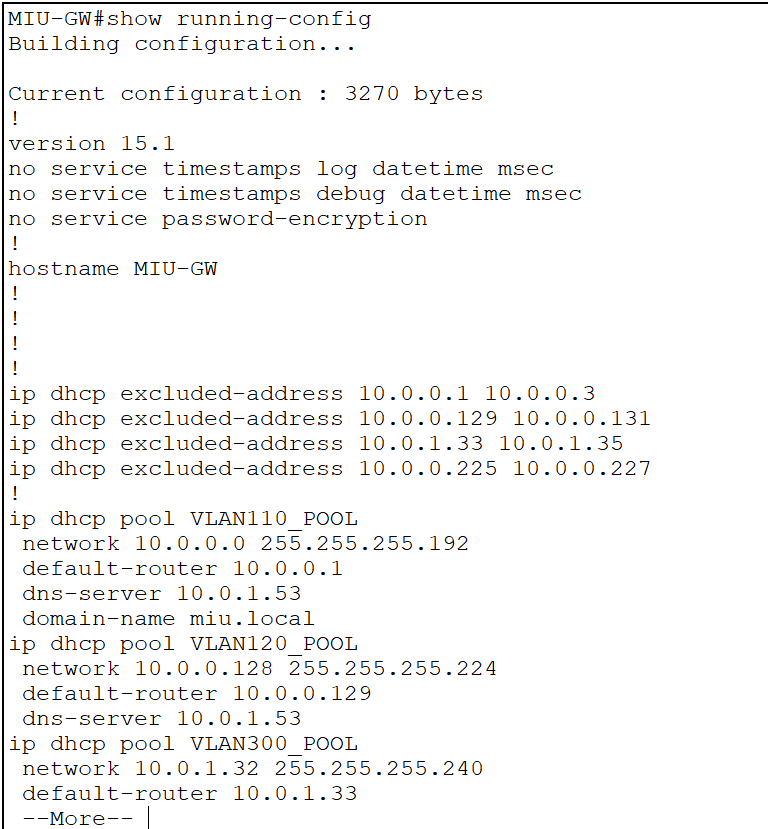 MIU-GW#show running-config
Building configuration...
Current configuration : 3270 bytes
!
version 15.1
no service timestamps log datetime msec
no service timestamps debug datetime msec
no service password-encryption
!
hostname MIU-GW
!
!
!
!
ip dhcp excluded-address 10.0.0.1 10.0.0.3
ip dhcp excluded-address 10.0.0.129 10.0.0.131
ip dhcp excluded-address 10.0.1.33 10.0.1.35
ip dhcp excluded-address 10.0.0.225 10.0.0.227
!
ip dhcp pool VLAN110_POOL
 network 10.0.0.0 255.255.255.192
 default-router 10.0.0.1
 dns-server 10.0.1.53
 domain-name miu.local
ip dhcp pool VLAN120_POOL
 network 10.0.0.128 255.255.255.224
 default-router 10.0.0.129
 dns-server 10.0.1.53
ip dhcp pool VLAN300_POOL
 network 10.0.1.32 255.255.255.240
 default-router 10.0.1.33
 --More--